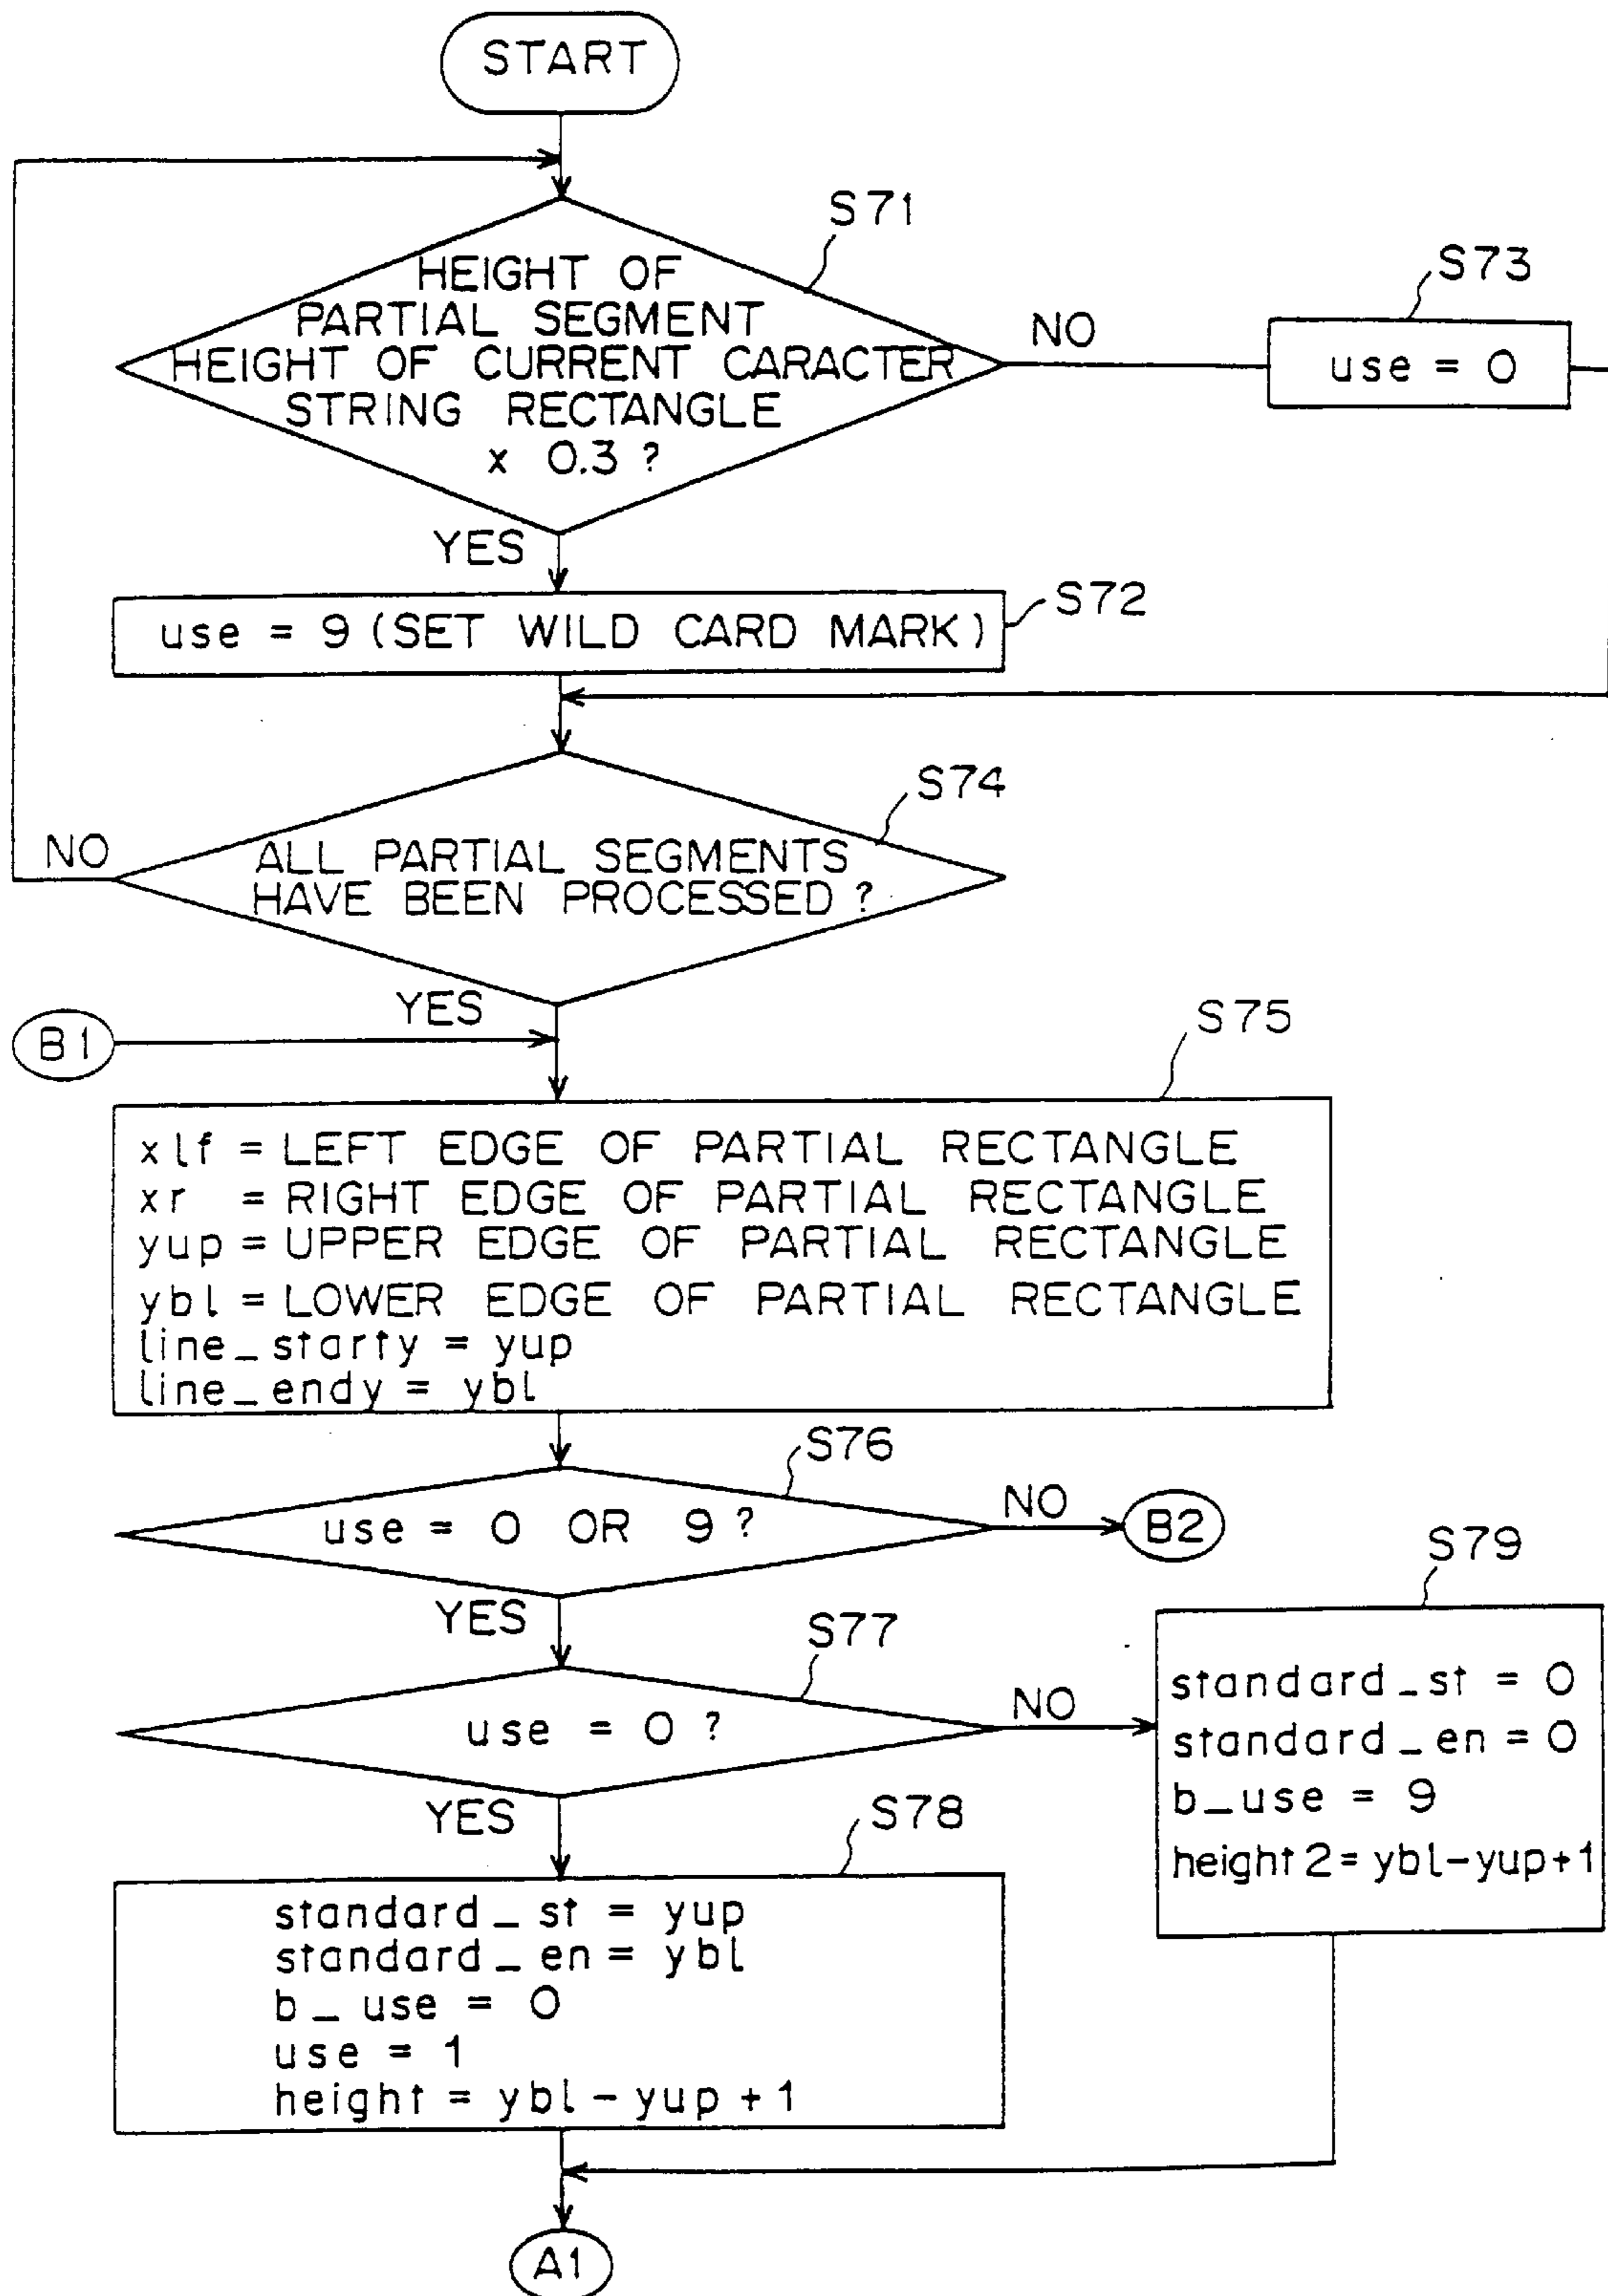 START
S71
HEIGHT OF
PARTIAL SEGMENT
HEIGHT OF CURRENT CARACTER
STRING RECTANGLE
x 0.3 ?
NO
S73
use = 0
YES
S72
use = 9 (SET WILD CARD MARK)
S74
NO
ALL PARTIAL SEGMENTS
HAVE BEEN PROCESSED ?
YES
B1
S75
xlf = LEFT EDGE OF PARTIAL RECTANGLE
xr = RIGHT EDGE OF PARTIAL RECTANGLE
yup = UPPER EDGE OF PARTIAL RECTANGLE
ybl = LOWER EDGE OF PARTIAL RECTANGLE
line_starty = yup
line_endy = ybl
S76
use = 0 OR 9 ?
NO
B2
YES
S77
use = 0 ?
NO
S79
standard_st = 0
standard_en = 0
b_use = 9
height2 = ybl-yup+1
YES
S78
standard_st = yup
standard_en = ybl
b_use = 0
use = 1
height = ybl - yup + 1
A1